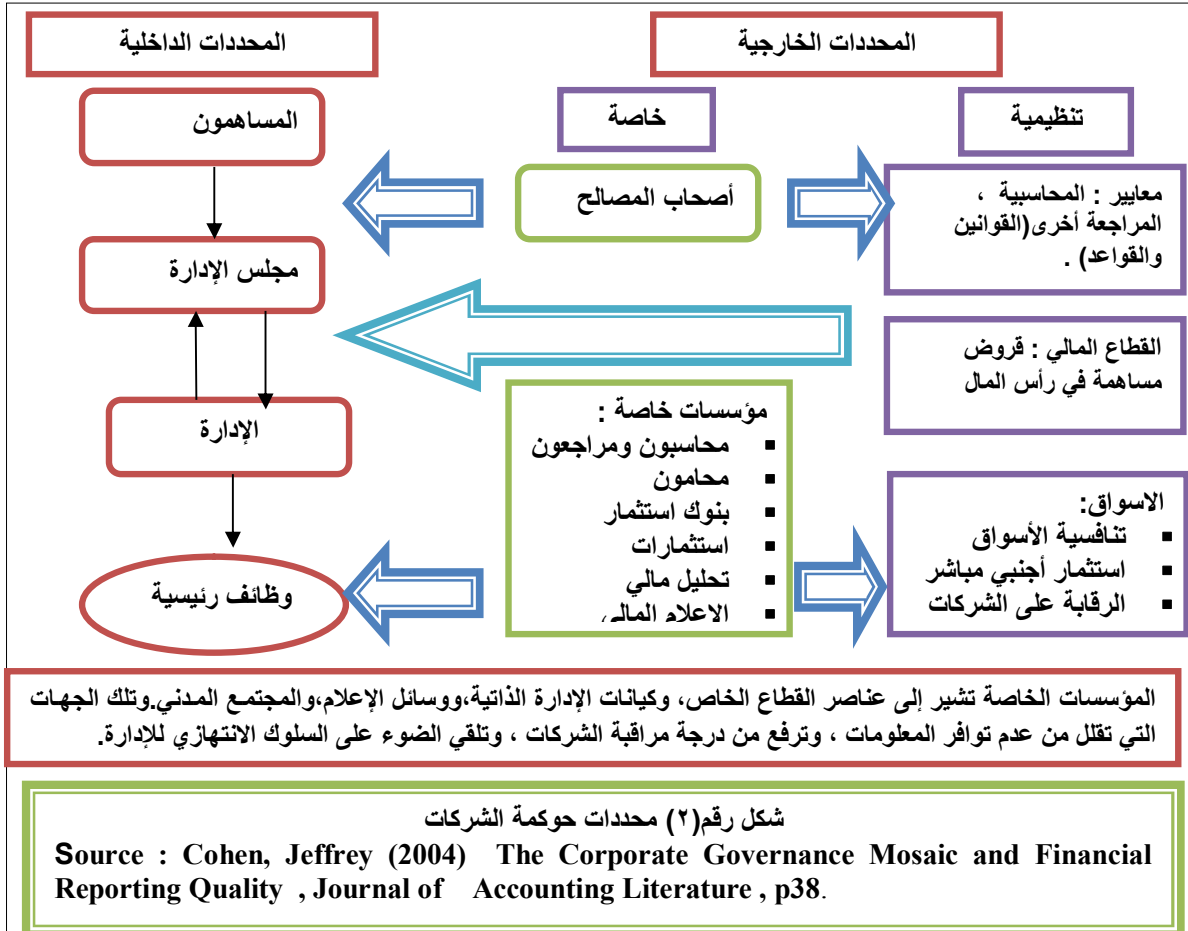 المحددات الخارجية
المحددات الداخلية
تنظيمية
خاصة
المساهمون
معايير : المحاسبية ،
المراجعة أخرى(القوانين
والقواعد) .
أصحاب المصالح
مجلس الإدارة
القطاع المالي : قروض
مساهمة في رأس المال
الإدارة
مؤسسات خاصة :
▪ محاسبون ومراجعون
▪ محامون
▪ بنوك استثمار
▪ استثمارات
▪ تحليل مالي
▪ الاعلام المالي
الاسواق:
▪ تنافسية الأسواق
▪ استثمار أجنبي مباشر
▪ الرقابة على الشركات
وظائف رئيسية
المؤسسات الخاصة تشير إلى عناصر القطاع الخاص، وكيانات الإدارة الذاتية،ووسائل الإعلام،والمجتمع المدني.وتلك الجهات
التي تقلل من عدم توافر المعلومات ، وترفع من درجة مراقبة الشركات ، وتلقي الضوء على السلوك الانتهازي للإدارة.
شكل رقم(٢) محددات حوكمة الشركات
Source : Cohen, Jeffrey (2004) The Corporate Governance Mosaic and Financial
Reporting Quality , Journal of Accounting Literature , p38.